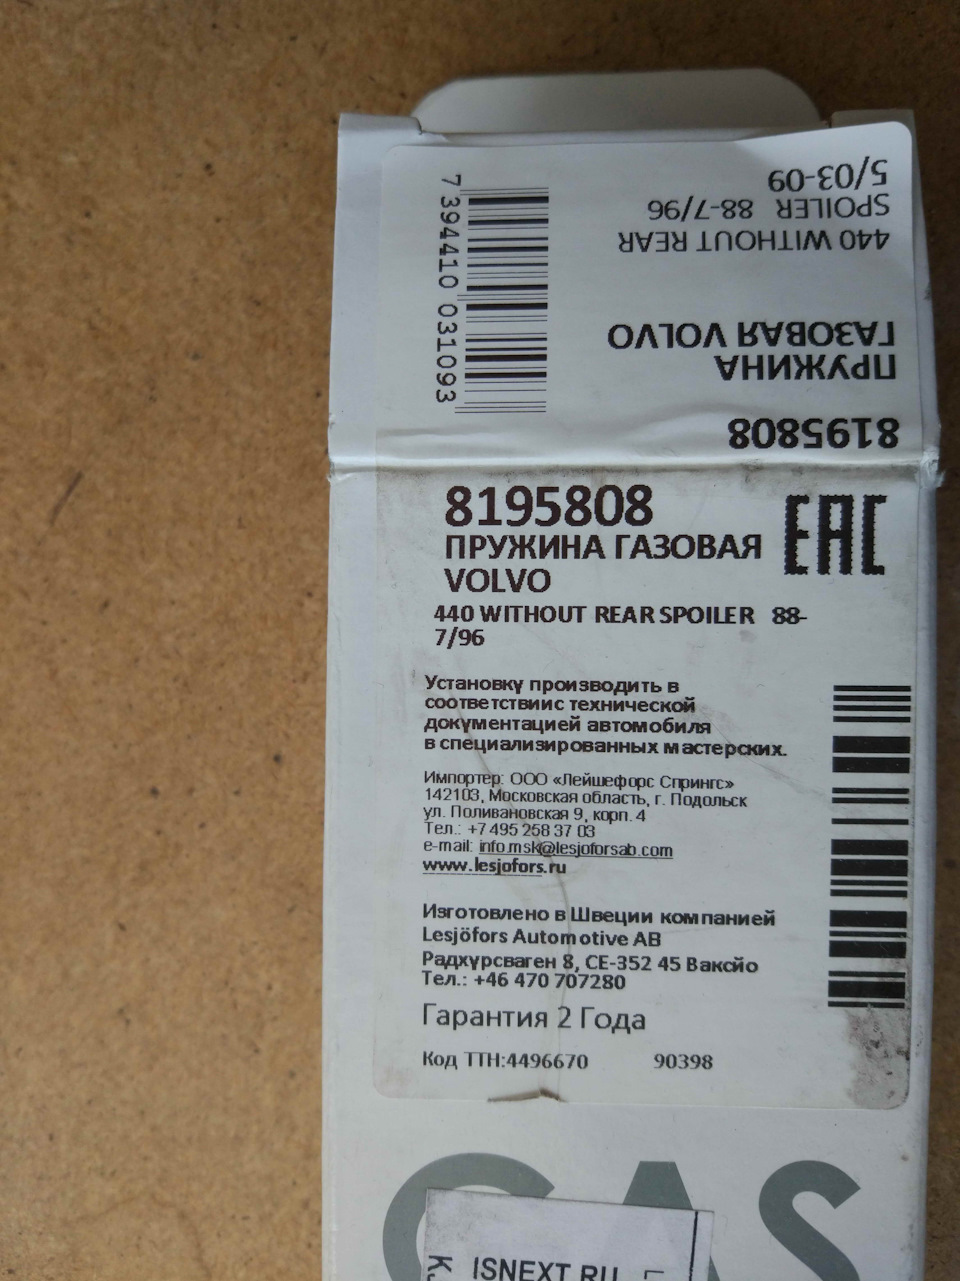 5/03-09
SPOILER 88-7/96
440 WITHOUT REAR
ГАЗОВАЯ VOLVO
ПРУЖИНА
8195808
7 394410 031093
8195808
ПРУЖИНА ГАЗОВАЯ
VOLVO
EAC
440 WITHOUT REAR SPOILER 88-
7/96
Установку производить в
соответствиис технической
документацией автомобиля
в специализированных мастерских.
Импортер: ООО «Лейшефорс Спрингс»
142103, Московская область, г. Подольск
ул. Поливановская 9, корп. 4
Тел.: +7 495 258 37 03
e-mail: info.msk@lesjoforsab.com
www.lesjofors.ru
Изготовлено в Швеции компанией
Lesjöfors Automotive AB
Радхурсваген 8, СЕ-352 45 Ваксйо
Тел.: +46 470 707280
Гарантия 2 Года
Код ТТН:4496670 90398
GAS
ISNEXT.RU